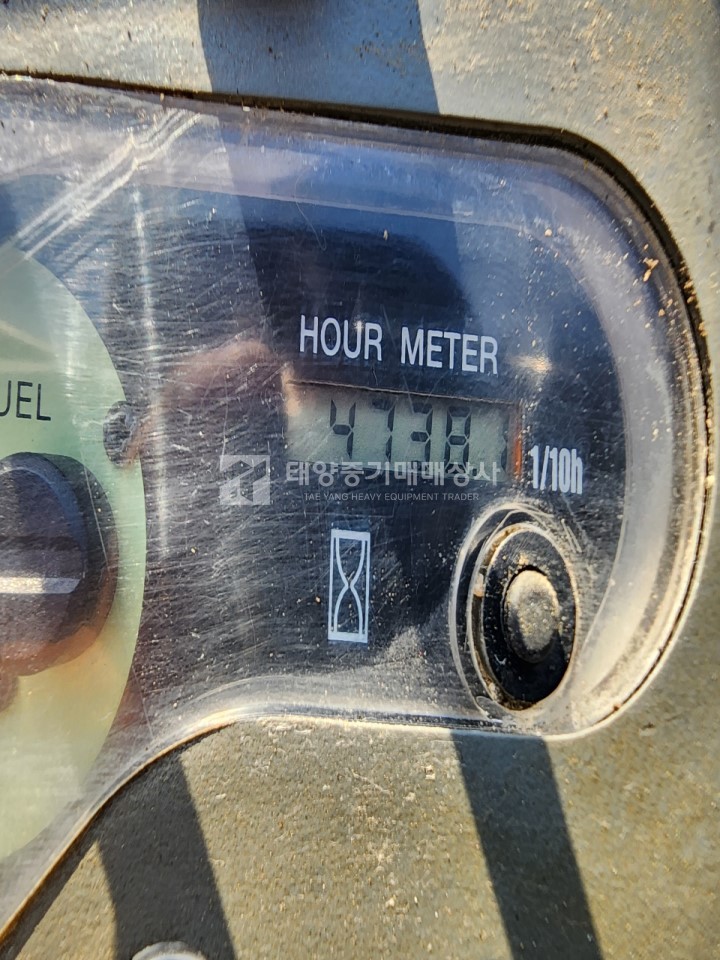 HOUR METER
UEL
4738
1/10h
태양중기매매상사
TAE YANG HEAVY EQUIPMENT TRADER